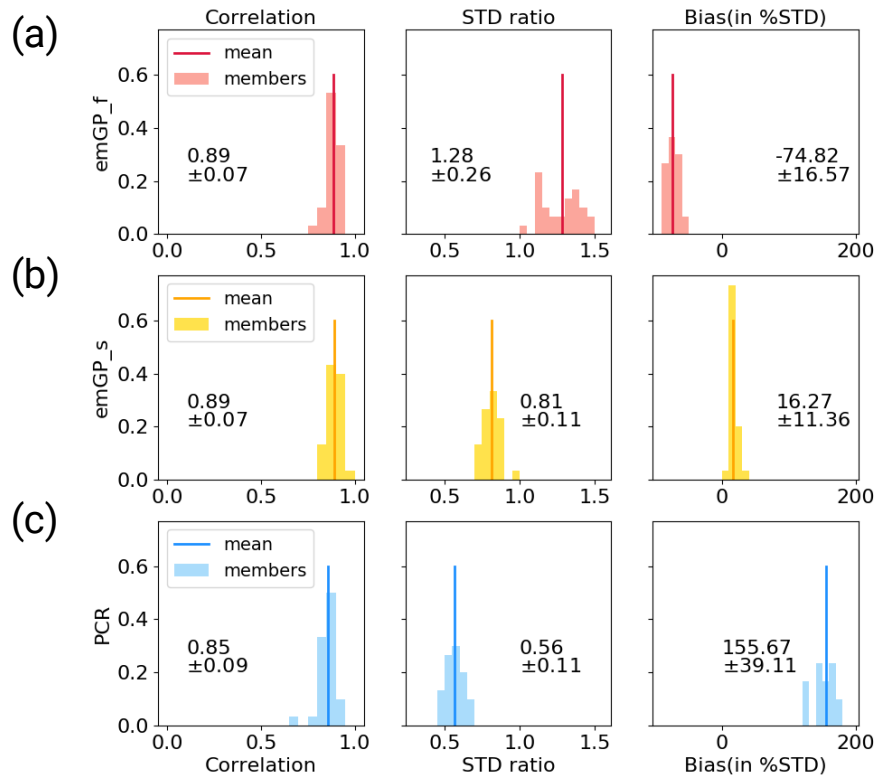 Correlation STD ratio Bias(in %STD)
(a)
emGP_f
mean
members
0.6
0.4
0.2
0.0
0.89
±0.07
0.0 0.5 1.0
1.28
±0.26
0.5 1.0 1.5
-74.82
±16.57
0 200
(b)
emGP_s
mean
members
0.6
0.4
0.2
0.0
0.89
±0.07
0.0 0.5 1.0
0.81
±0.11
0.5 1.0 1.5
16.27
±11.36
0 200
(c)
PCR
mean
members
0.6
0.4
0.2
0.0
0.85
±0.09
0.0 0.5 1.0
0.56
±0.11
0.5 1.0 1.5
155.67
±39.11
0 200
Correlation STD ratio Bias(in %STD)